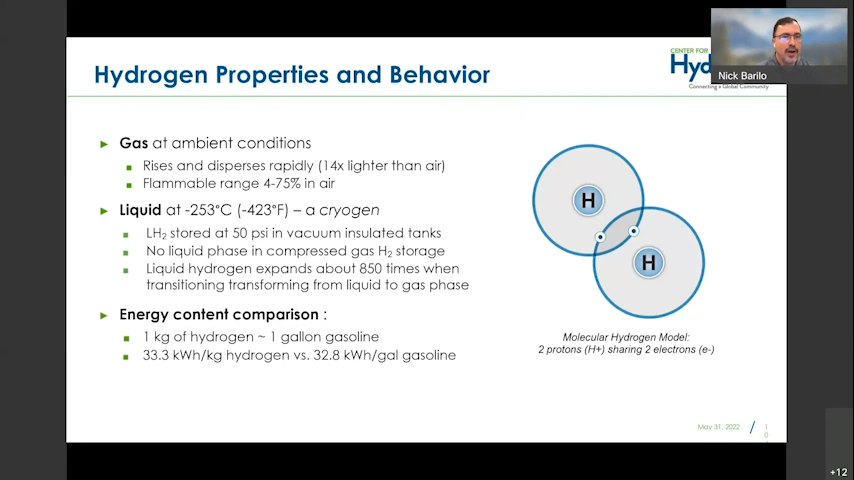 Nick Barilo
CENTER FOR
Hyd
Connecting a Global Community
Hydrogen Properties and Behavior
Gas at ambient conditions
Rises and disperses rapidly (14x lighter than air)
Flammable range 4-75% in air
Liquid at -253°C (-423°F) – a cryogen
LH2 stored at 50 psi in vacuum insulated tanks
No liquid phase in compressed gas H2 storage
Liquid hydrogen expands about 850 times when
transitioning transforming from liquid to gas phase
Energy content comparison :
1 kg of hydrogen ~ 1 gallon gasoline
33.3 kWh/kg hydrogen vs. 32.8 kWh/gal gasoline
H
H
Molecular Hydrogen Model:
2 protons (H+) sharing 2 electrons (e-)
May 31, 2022
1
0
+12